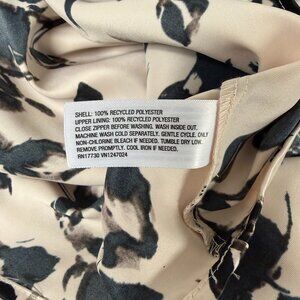 SHELL: 100% RECYCLED POLYESTER
UPPER LINING: 100% RECYCLED POLYESTER
CLOSE ZIPPER BEFORE WASHING. WASH INSIDE OUT.
MACHINE WASH COLD SEPARATELY. GENTLE CYCLE. ONLY
NON-CHLORINE BLEACH IF NEEDED. TUMBLE DRY LOW.
REMOVE PROMPTLY. COOL IRON IF NEEDED.
RN17730 VN1247024